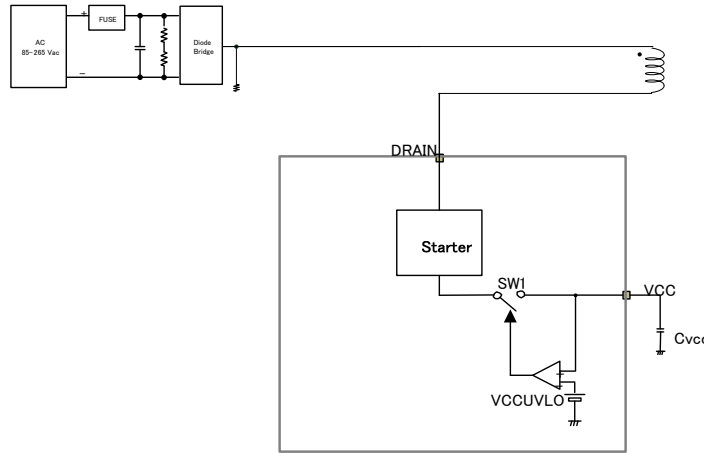 +
FUSE
AC
85-265 Vac
Diode
Bridge
−
DRAIN
Starter
SW1
VCC
Cvcc
+
−
VCCUVLO